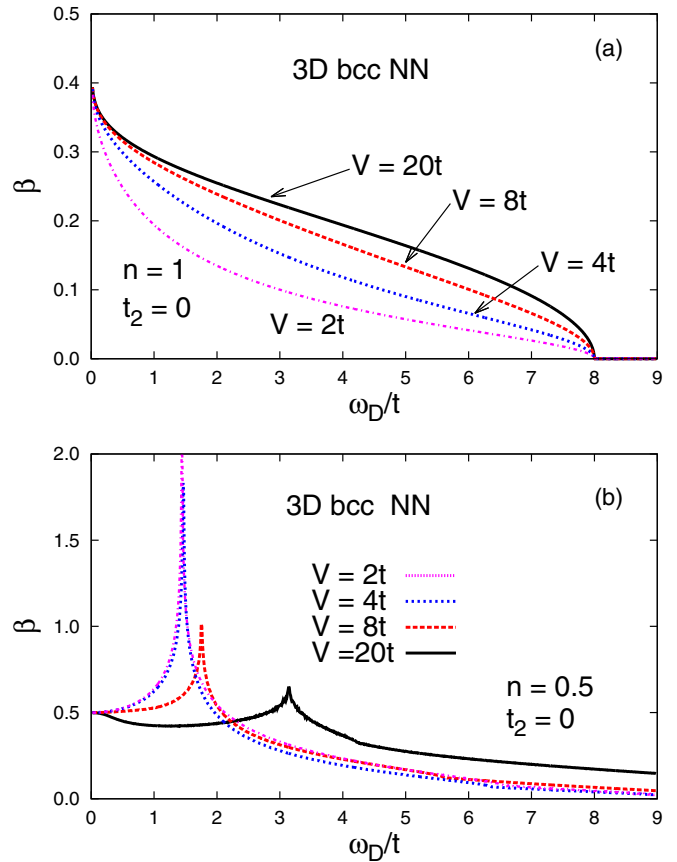 (a)
3D bcc NN
0.5
0.4
0.3
0.2
0.1
0.0
β
V = 20t
V = 8t
V = 4t
V = 2t
n = 1
t₂ = 0
0 1 2 3 4 5 6 7 8 9
ω_D/t
(b)
3D bcc NN
2.0
1.5
1.0
0.5
0.0
β
V = 2t
V = 4t
V = 8t
V =20t
n = 0.5
t₂ = 0
0 1 2 3 4 5 6 7 8 9
ω_D/t